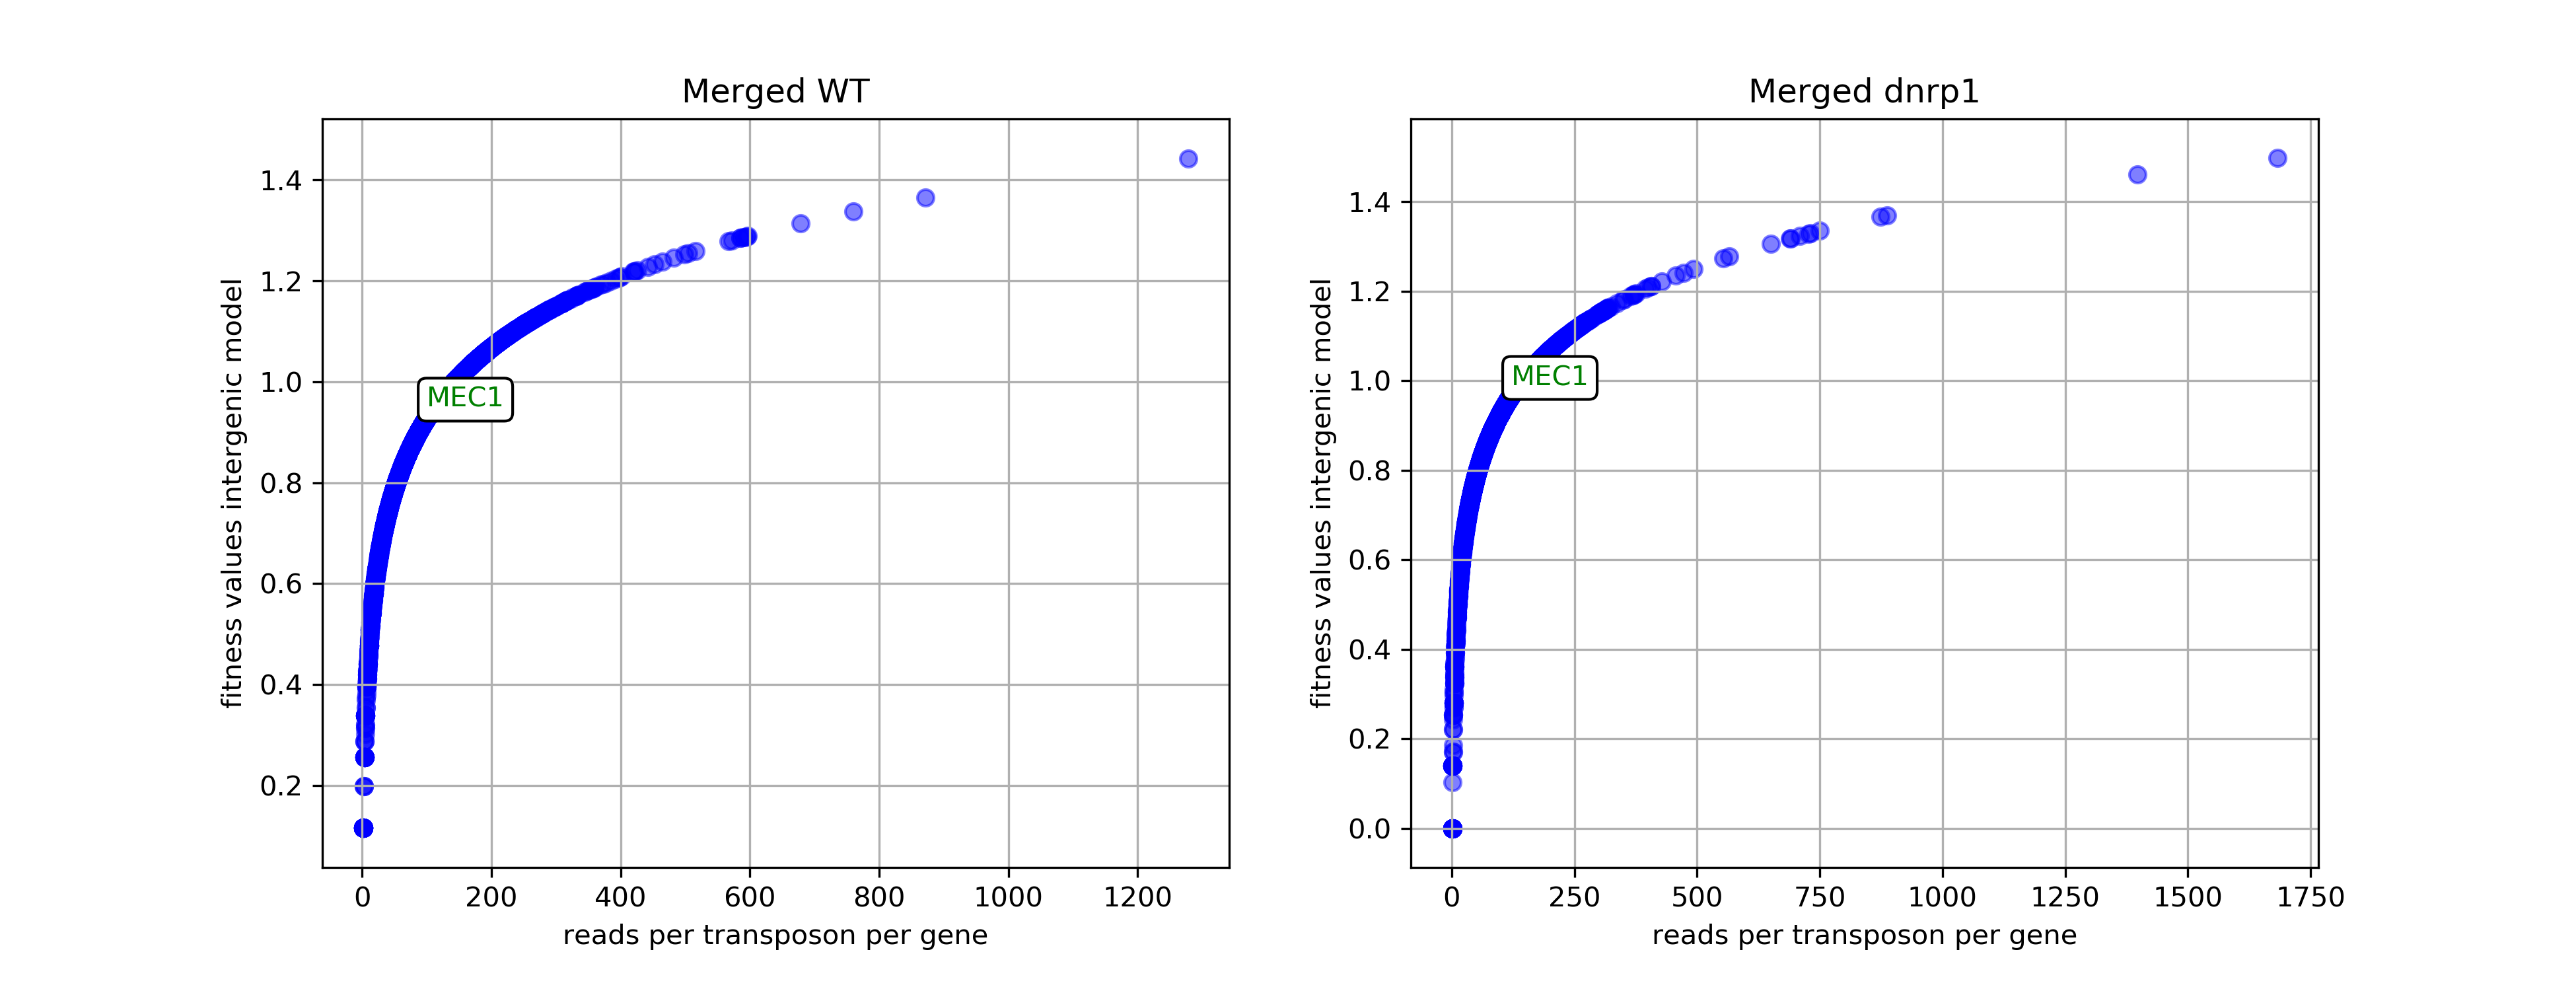 Merged WT
fitness values intergenic model
1.4
1.2
1.0
0.8
0.6
0.4
0.2
MEC1
0 200 400 600 800 1000 1200
reads per transposon per gene
Merged dnrp1
fitness values intergenic model
1.4
1.2
1.0
0.8
0.6
0.4
0.2
0.0
MEC1
0 250 500 750 1000 1250 1500 1750
reads per transposon per gene